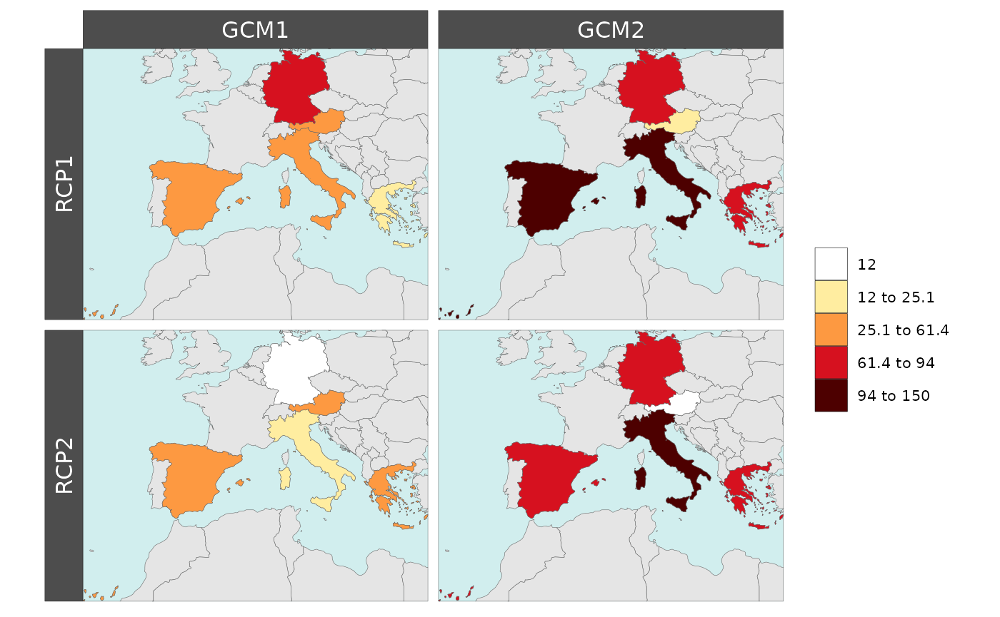 GCM1
GCM2
RCP1
RCP2
12
12 to 25.1
25.1 to 61.4
61.4 to 94
94 to 150